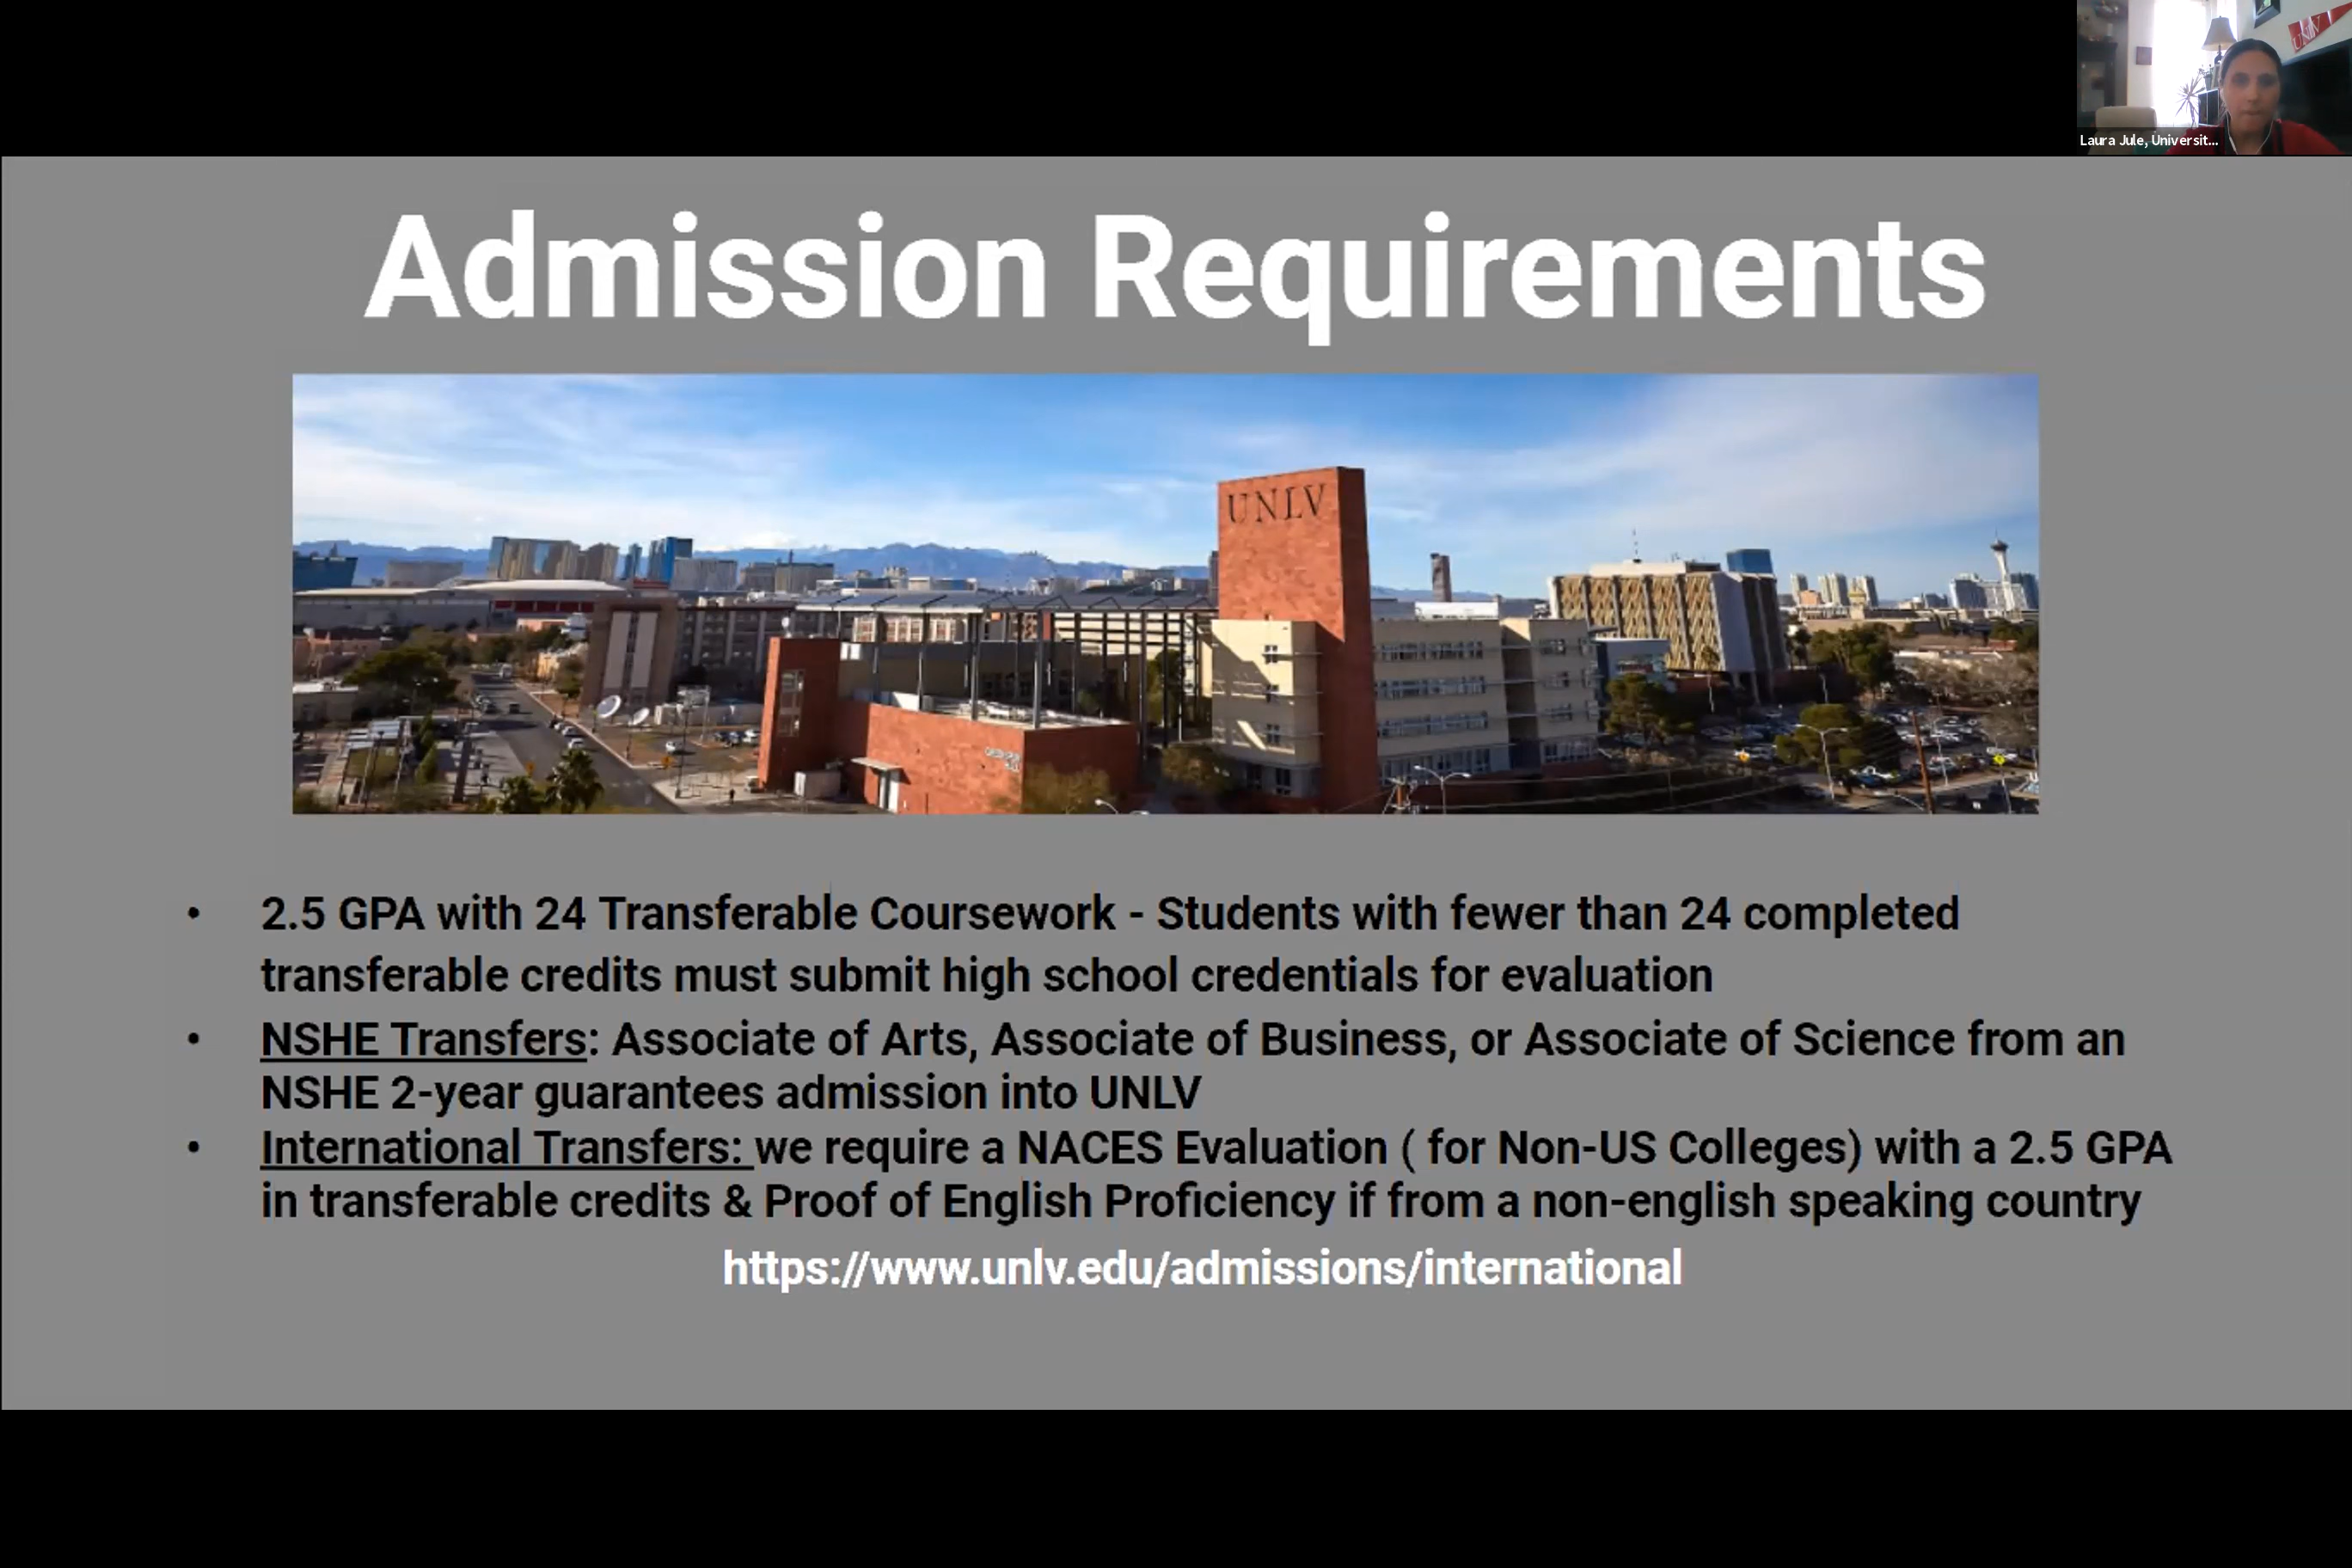 UNLV
Laura Jule, Universit...
Admission Requirements
UNLV
• 2.5 GPA with 24 Transferable Coursework - Students with fewer than 24 completed
transferable credits must submit high school credentials for evaluation
• NSHE Transfers: Associate of Arts, Associate of Business, or Associate of Science from an
NSHE 2-year guarantees admission into UNLV
• International Transfers: we require a NACES Evaluation ( for Non-US Colleges) with a 2.5 GPA
in transferable credits & Proof of English Proficiency if from a non-english speaking country
https://www.unlv.edu/admissions/international